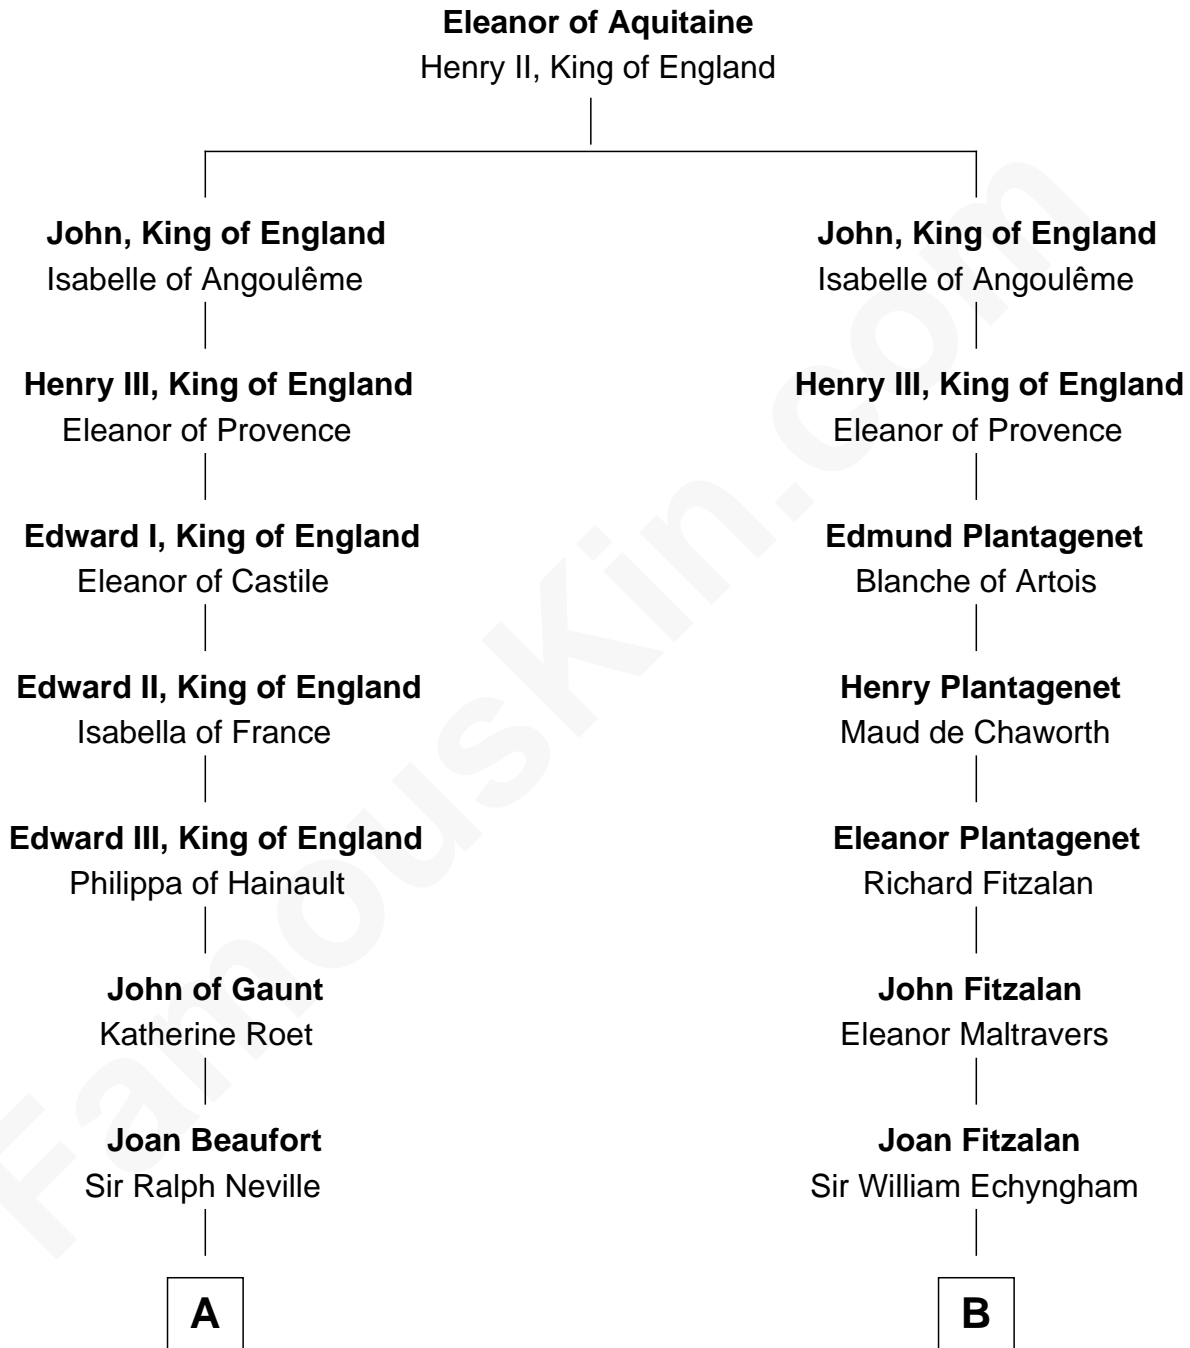 Eleanor of Aquitaine
Henry II, King of England
John, King of England
Isabelle of Angoulême
John, King of England
Isabelle of Angoulême
Henry III, King of England
Eleanor of Provence
Henry III, King of England
Eleanor of Provence
Edward I, King of England
Eleanor of Castile
Edmund Plantagenet
Blanche of Artois
Edward II, King of England
Isabella of France
Henry Plantagenet
Maud de Chaworth
Edward III, King of England
Philippa of Hainault
Eleanor Plantagenet
Richard Fitzalan
John of Gaunt
Katherine Roet
John Fitzalan
Eleanor Maltravers
Joan Beaufort
Sir Ralph Neville
Joan Fitzalan
Sir William Echyngham
A
B
FamousKin.com